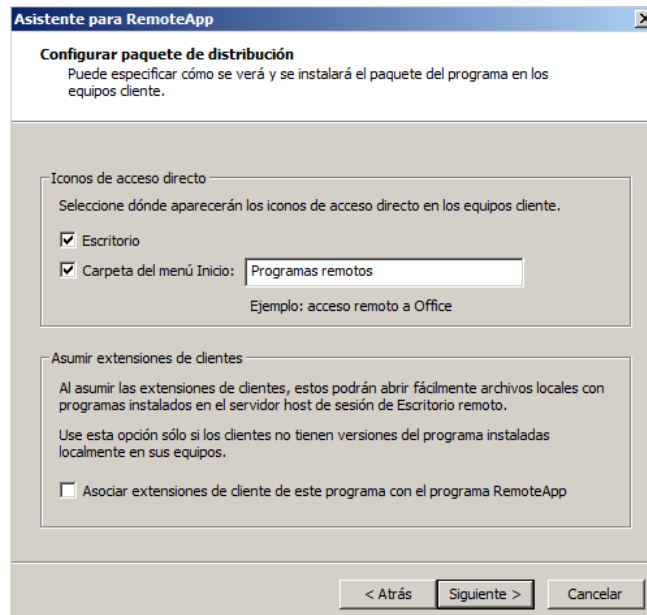 Asistente para RemoteApp
Configurar paquete de distribución
Puede especificar cómo se verá y se instalará el paquete del programa en los
equipos cliente.
Iconos de acceso directo
Seleccione dónde aparecerán los iconos de acceso directo en los equipos cliente.
Escritorio
Carpeta del menú Inicio: Programas remotos
Ejemplo: acceso remoto a Office
Asumir extensiones de clientes
Al asumir las extensiones de clientes, estos podrán abrir fácilmente archivos locales con
programas instalados en el servidor host de sesión de Escritorio remoto.
Use esta opción sólo si los clientes no tienen versiones del programa instaladas
localmente en sus equipos.
Asociar extensiones de cliente de este programa con el programa RemoteApp
< Atrás Siguiente > Cancelar